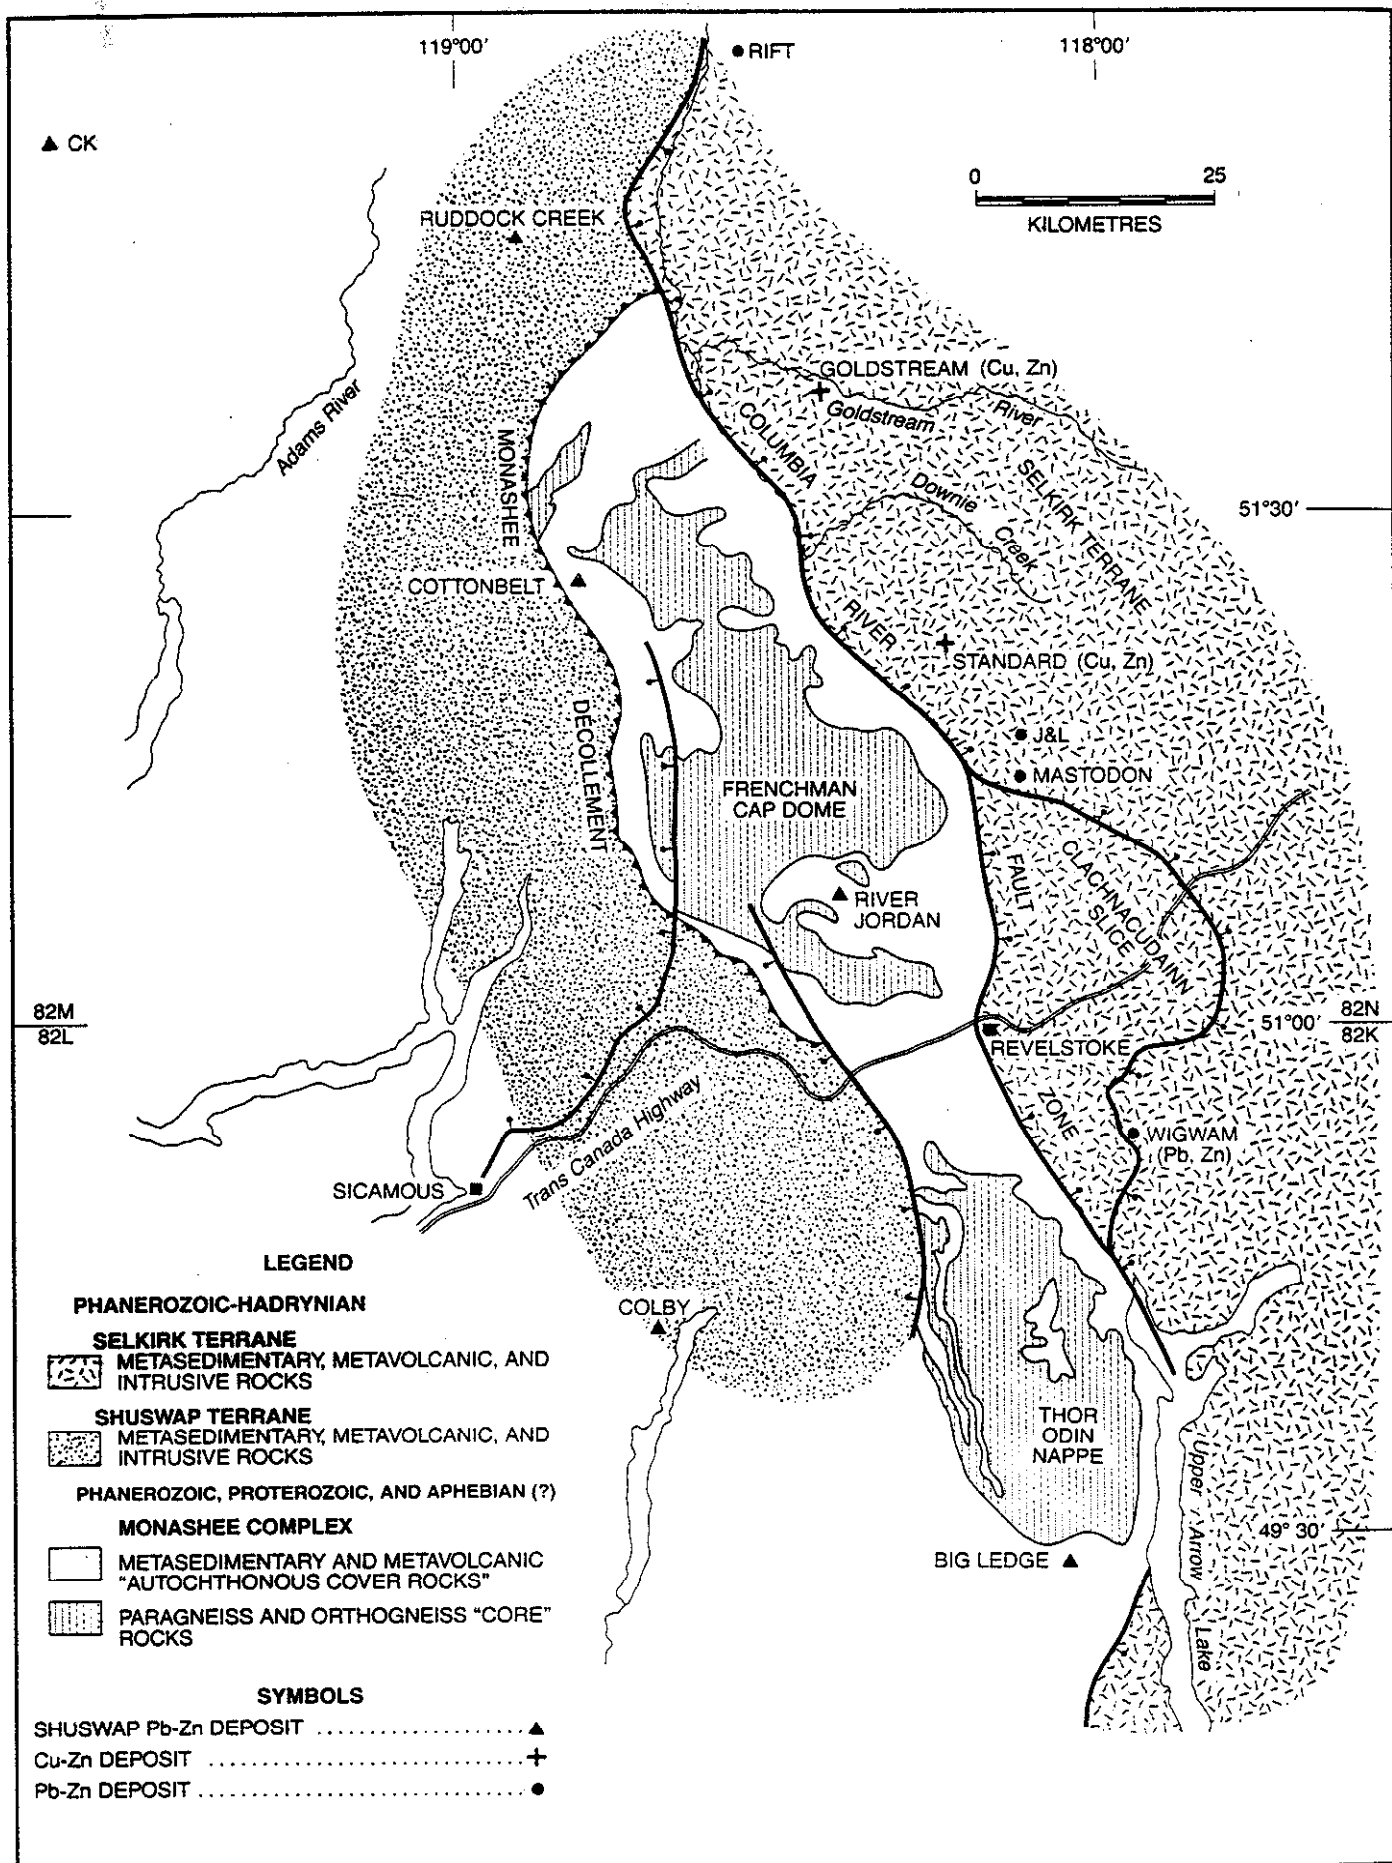 119°00'
118°00'
RIFT
CK
0 25
KILOMETRES
RUDDOCK CREEK
GOLDSTREAM (Cu, Zn)
Goldstream River
Adams River
COLUMBIA
MONASHEE
SELKIRK TERRANE
Downie Creek
51°30'
COTTONBELT
RIVER
STANDARD (Cu, Zn)
DÉCOLLEMENT
J&L
MASTODON
FRENCHMAN
CAP DOME
FAULT
CLACHNACUDAINN
SLICE
RIVER
JORDAN
82M
82L
51°00'
82N
82K
REVELSTOKE
ZONE
Trans Canada Highway
WIGWAM
(Pb, Zn)
SICAMOUS
LEGEND
PHANEROZOIC-HADRYNIAN
SELKIRK TERRANE
METASEDIMENTARY, METAVOLCANIC, AND
INTRUSIVE ROCKS
SHUSWAP TERRANE
METASEDIMENTARY, METAVOLCANIC, AND
INTRUSIVE ROCKS
PHANEROZOIC, PROTEROZOIC, AND APHEBIAN (?)
MONASHEE COMPLEX
METASEDIMENTARY AND METAVOLCANIC
"AUTOCHTHONOUS COVER ROCKS"
PARAGNEISS AND ORTHOGNEISS "CORE"
ROCKS
COLBY
THOR
ODIN
NAPPE
Upper Arrow Lake
49°30'
BIG LEDGE
SYMBOLS
SHUSWAP Pb-Zn DEPOSIT ........................
Cu-Zn DEPOSIT ..................................
Pb-Zn DEPOSIT ..................................